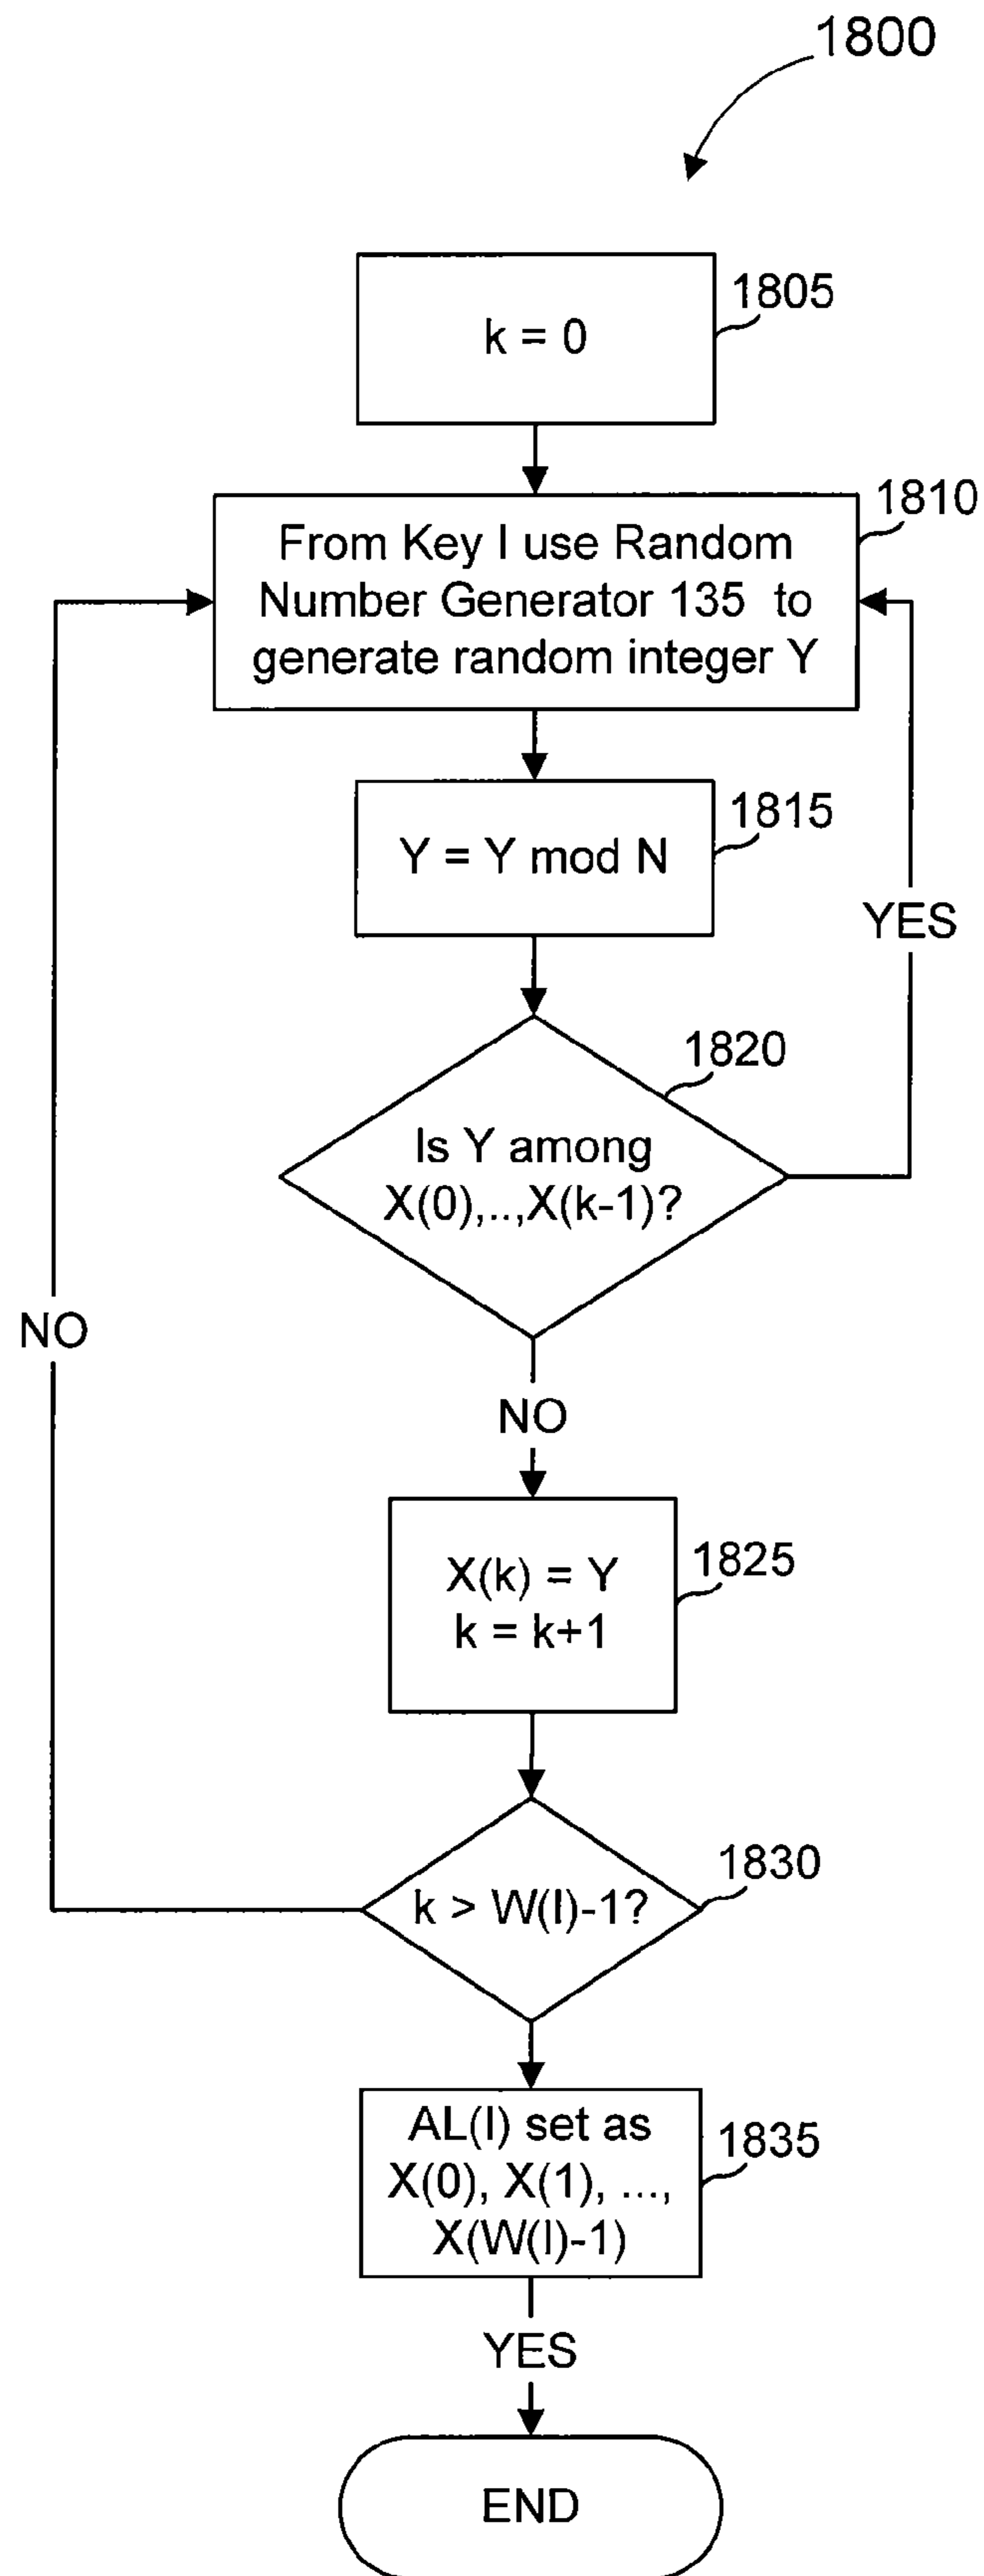 1800
k = 0
1805
From Key I use Random
Number Generator 135 to
generate random integer Y
1810
Y = Y mod N
1815
YES
Is Y among
X(0),..,X(k-1)?
1820
NO
NO
X(k) = Y
k = k+1
1825
k > W(I)-1?
1830
AL(I) set as
X(0), X(1), ...,
X(W(I)-1)
1835
YES
END